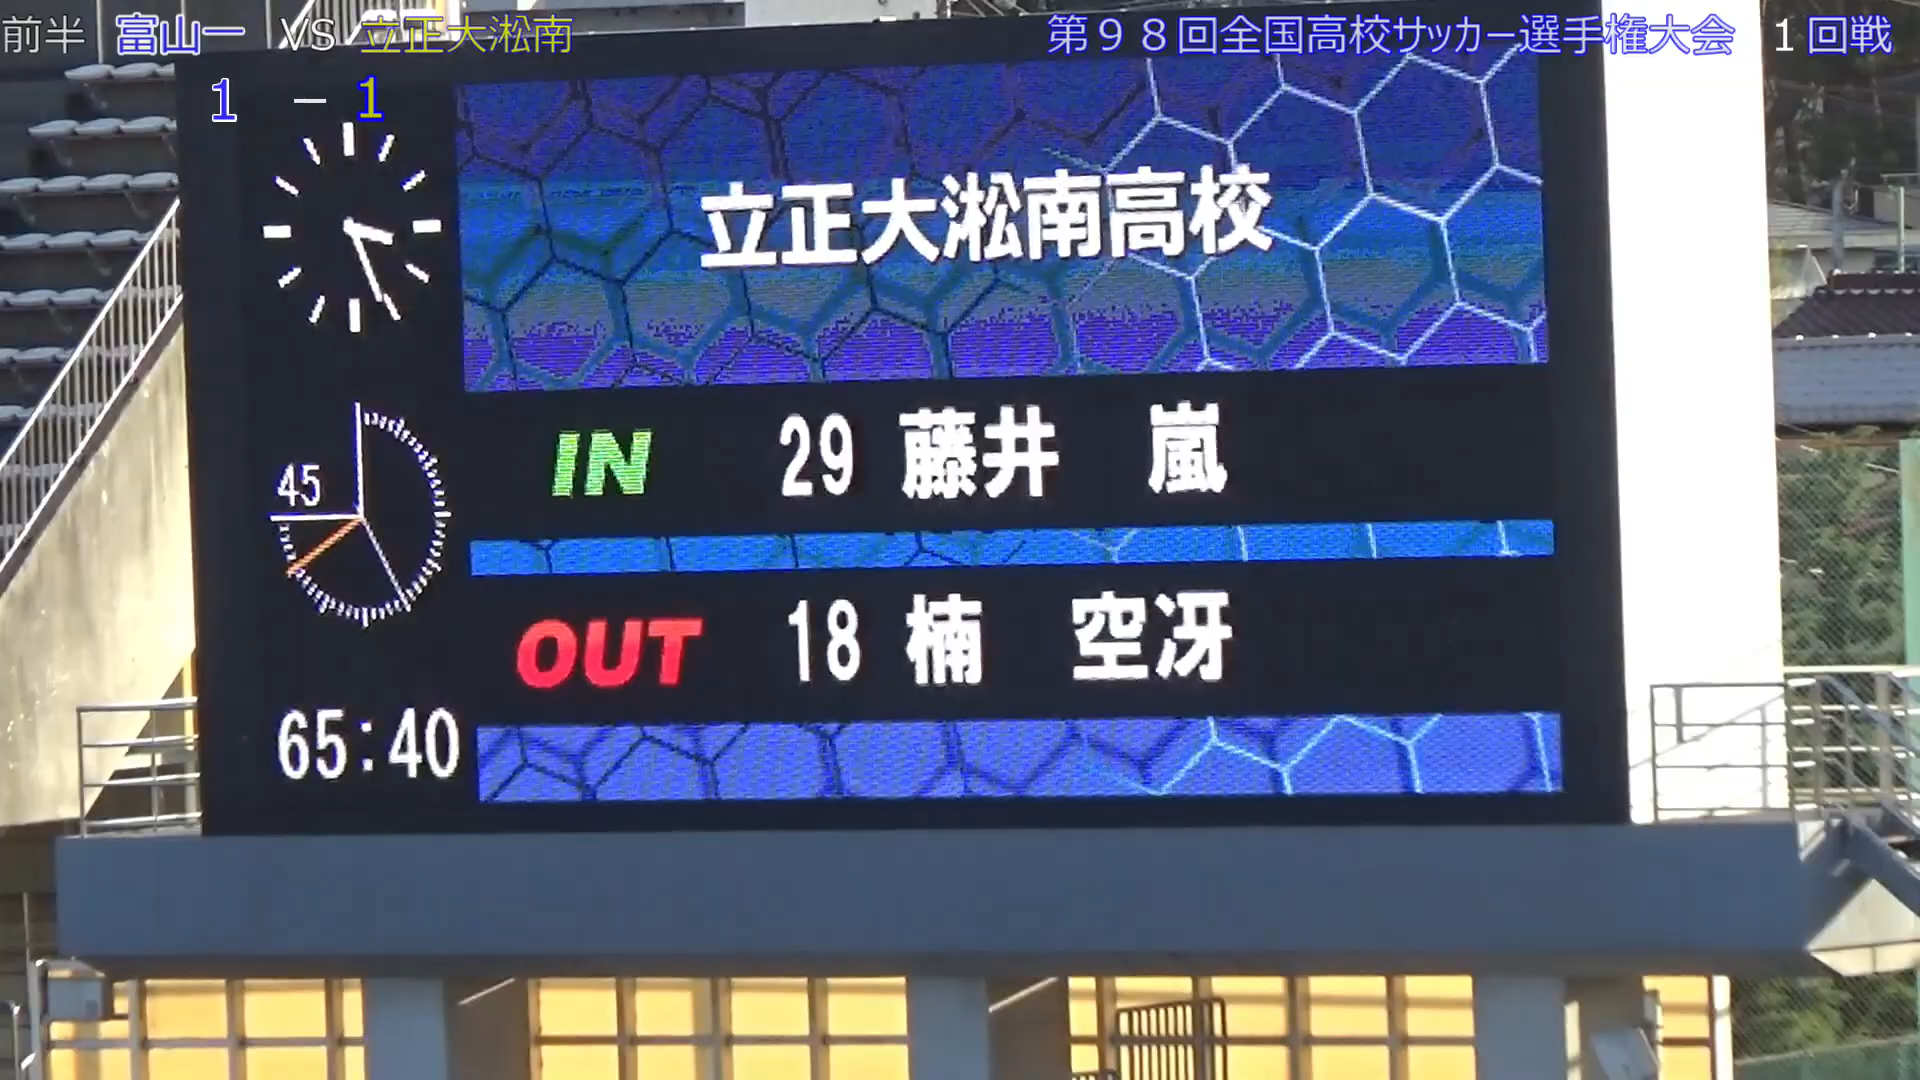 前半 富山一 VS 立正大淞南 第９８回全国高校サッカー選手権大会 １回戦
1 － 1
立正大淞南高校
IN 29 藤井 嵐
45
OUT 18 楠 空冴
65:40